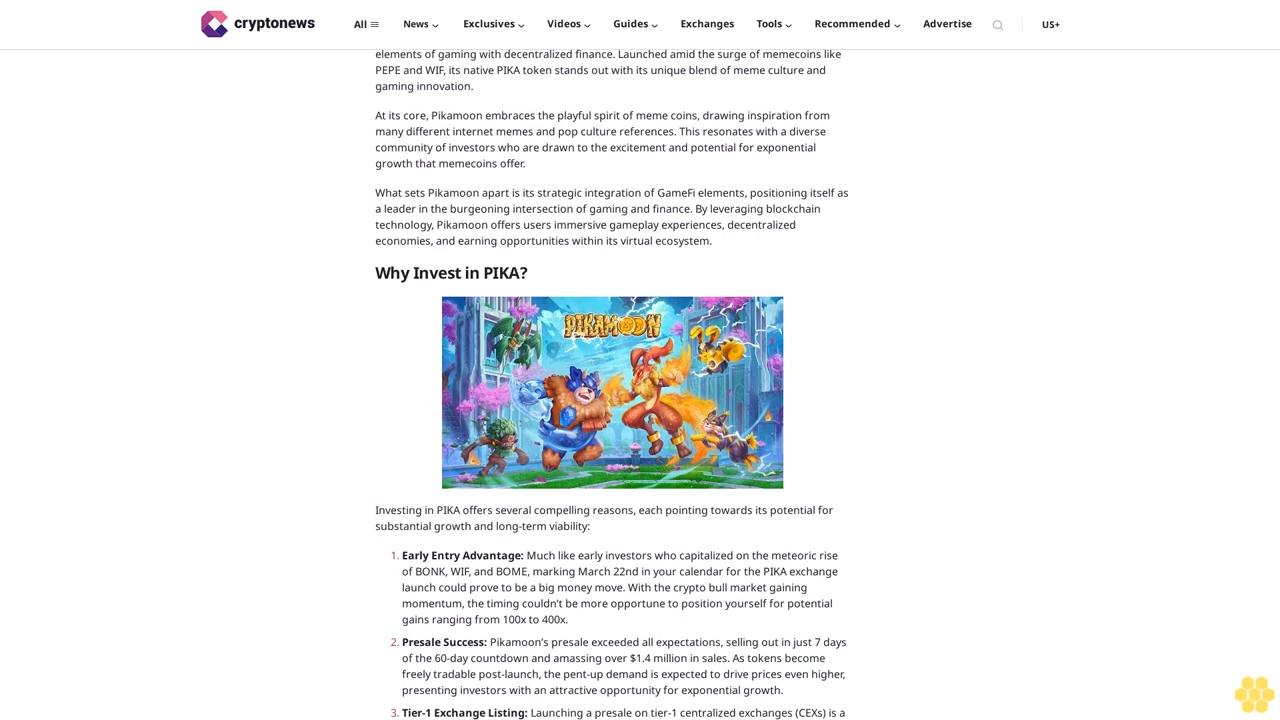 cryptonews
All
News
Exclusives
Videos
Guides
Exchanges
Tools
Recommended
Advertise
US+
elements of gaming with decentralized finance. Launched amid the surge of memecoins like
PEPE and WIF, its native PIKA token stands out with its unique blend of meme culture and
gaming innovation.
At its core, Pikamoon embraces the playful spirit of meme coins, drawing inspiration from
many different internet memes and pop culture references. This resonates with a diverse
community of investors who are drawn to the excitement and potential for exponential
growth that memecoins offer.
What sets Pikamoon apart is its strategic integration of GameFi elements, positioning itself as
a leader in the burgeoning intersection of gaming and finance. By leveraging blockchain
technology, Pikamoon offers users immersive gameplay experiences, decentralized
economies, and earning opportunities within its virtual ecosystem.
Why Invest in PIKA?
PIKAMOON
Investing in PIKA offers several compelling reasons, each pointing towards its potential for
substantial growth and long-term viability:
1. Early Entry Advantage: Much like early investors who capitalized on the meteoric rise
of BONK, WIF, and BOME, marking March 22nd in your calendar for the PIKA exchange
launch could prove to be a big money move. With the crypto bull market gaining
momentum, the timing couldn't be more opportune to position yourself for potential
gains ranging from 100x to 400x.
2. Presale Success: Pikamoon's presale exceeded all expectations, selling out in just 7 days
of the 60-day countdown and amassing over $1.4 million in sales. As tokens become
freely tradable post-launch, the pent-up demand is expected to drive prices even higher,
presenting investors with an attractive opportunity for exponential growth.
3. Tier-1 Exchange Listing: Launching a presale on tier-1 centralized exchanges (CEXs) is a